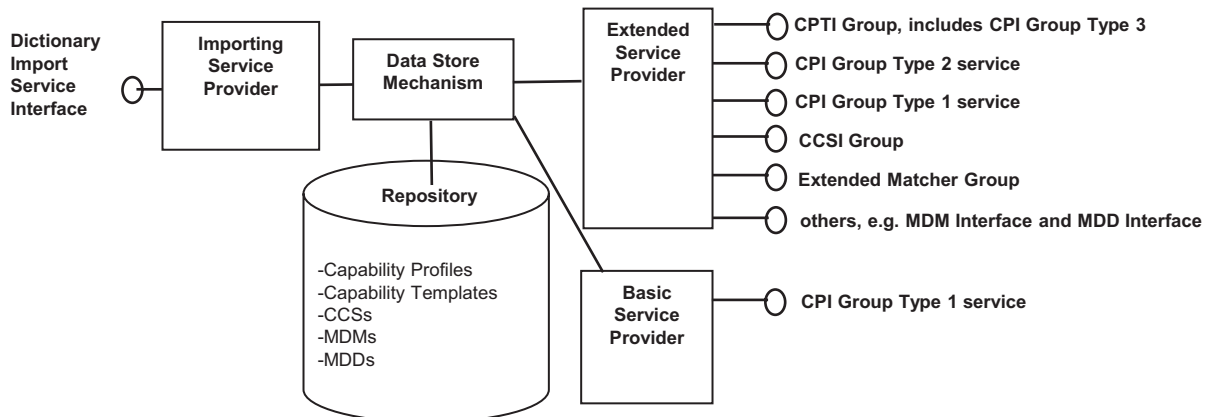 Dictionary
Import
Service
Interface
Importing
Service
Provider
Data Store
Mechanism
Repository
-Capability Profiles
-Capability Templates
-CCSs
-MDMs
-MDDs
Extended
Service
Provider
CPTI Group, includes CPI Group Type 3
CPI Group Type 2 service
CPI Group Type 1 service
CCSI Group
Extended Matcher Group
others, e.g. MDM Interface and MDD Interface
Basic
Service
Provider
CPI Group Type 1 service